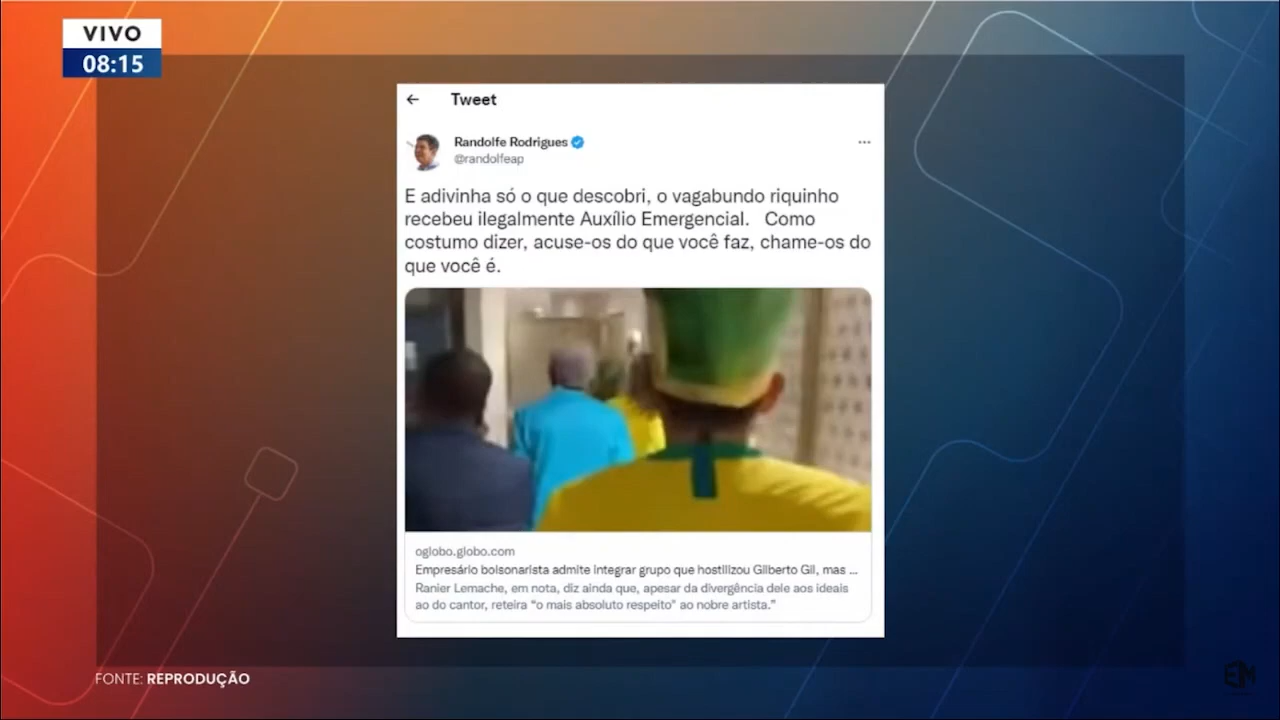 VIVO
08:15
Tweet
Randolfe Rodrigues
@randolfeap
E adivinha só o que descobri, o vagabundo riquinho
recebeu ilegalmente Auxílio Emergencial. Como
costumo dizer, acuse-os do que você faz, chame-os do
que você é.
oglobo.globo.com
Empresário bolsonarista admite integrar grupo que hostilizou Gilberto Gil, mas ...
Ranier Lemache, em nota, diz ainda que, apesar da divergência dele aos ideais
ao do cantor, reteira “o mais absoluto respeito” ao nobre artista.”
FONTE: REPRODUÇÃO
EM